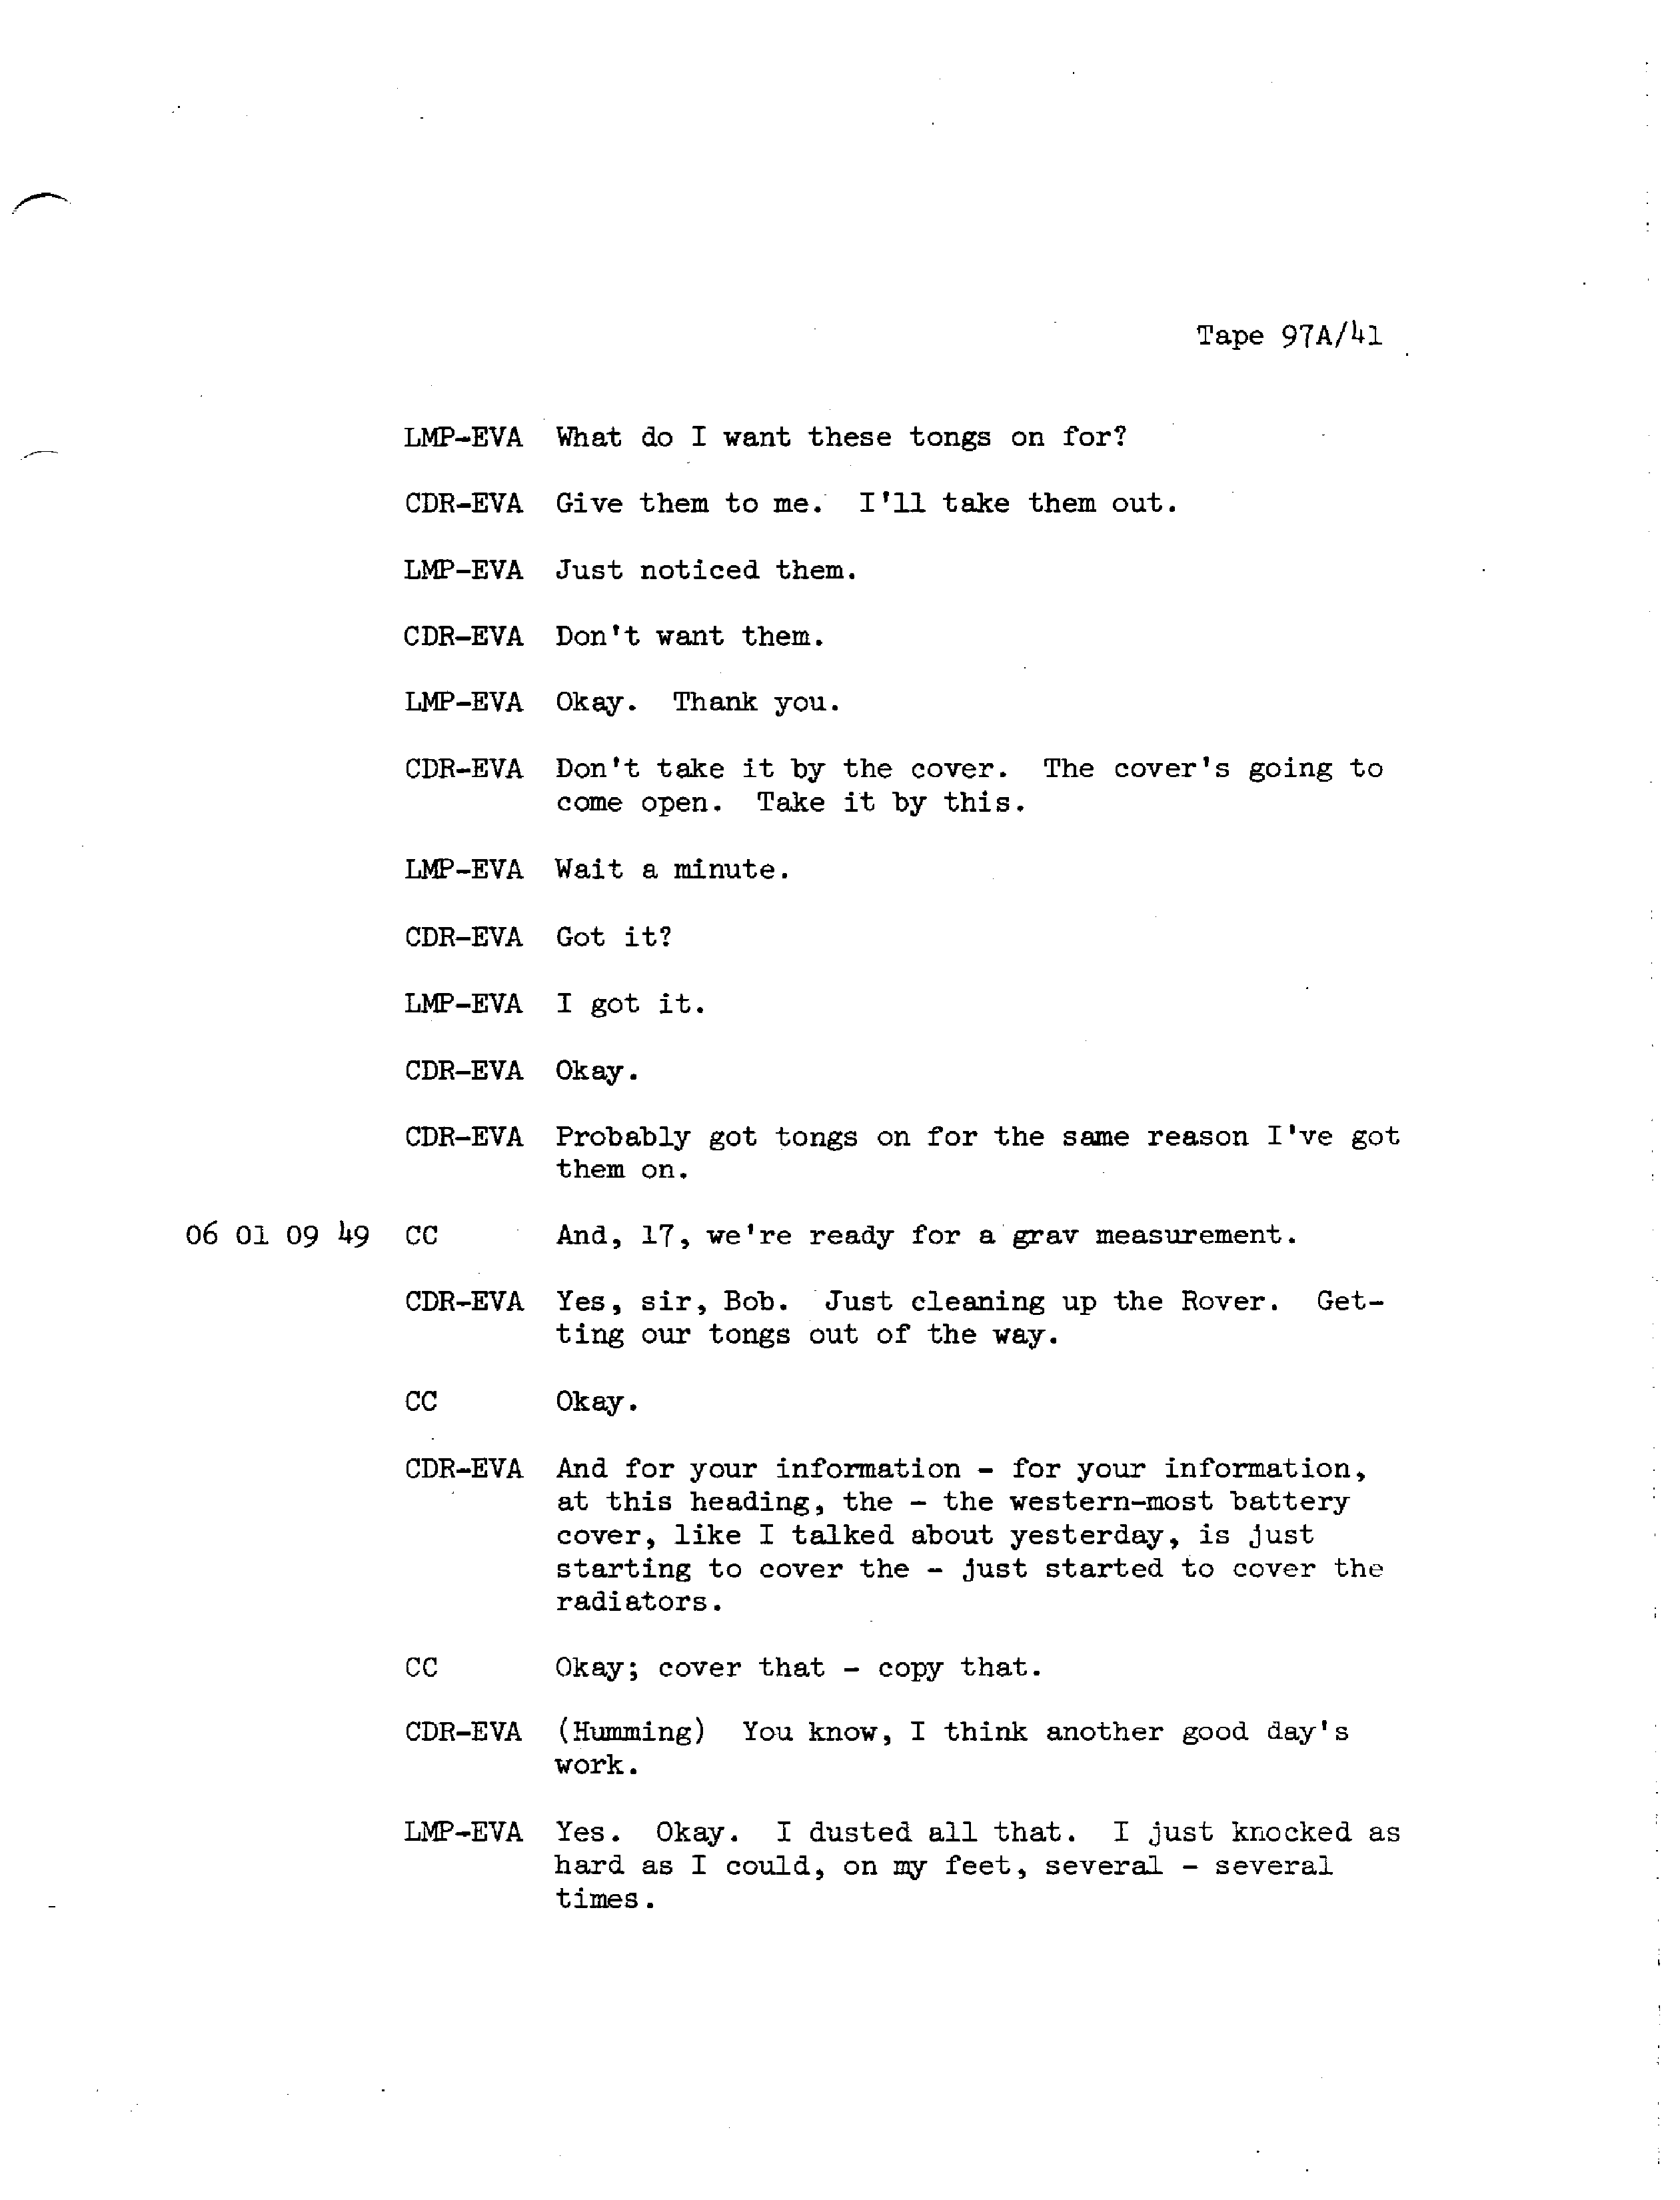 Tape 97A/41
LMP-EVA What do I want these tongs on for?
CDR-EVA Give them to me. I'll take them out.
LMP-EVA Just noticed them.
CDR-EVA Don't want them.
LMP-EVA Okay. Thank you.
CDR-EVA Don't take it by the cover. The cover's going to
come open. Take it by this.
LMP-EVA Wait a minute.
CDR-EVA Got it?
LMP-EVA I got it.
CDR-EVA Okay.
CDR-EVA Probably got tongs on for the same reason I've got
them on.
06 01 09 49 CC And, 17, we're ready for a grav measurement.
CDR-EVA Yes, sir, Bob. Just cleaning up the Rover. Get-
ting our tongs out of the way.
CC Okay.
CDR-EVA And for your information - for your information,
at this heading, the - the western-most battery
cover, like I talked about yesterday, is just
starting to cover the - just started to cover the
radiators.
CC Okay; cover that - copy that.
CDR-EVA (Humming) You know, I think another good day's
work.
LMP-EVA Yes. Okay. I dusted all that. I just knocked as
hard as I could, on my feet, several - several
times.